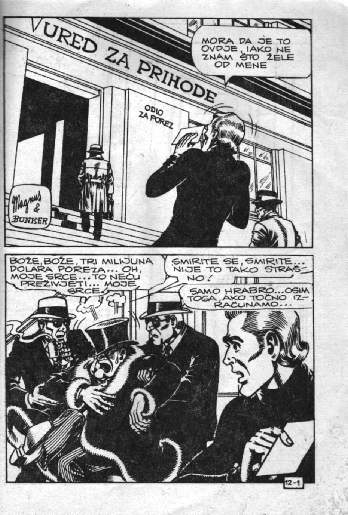 URED ZA PRIHODE
MORA DA JE TO
OVDJE, IAKO NE
ZNAM ŠTO ŽELE
OD MENE
ODIO
ZA POREZ
Magnus
&
BUNKER
BOŽE, BOŽE, TRI MILIJUNA
DOLARA POREZA... OH,
MOJE SRCE... TO NEĆU
PREŽIVJETI... MOJE
SRCE!
SMIRITE SE, SMIRITE...
NIJE TO TAKO STRAŠ-
NO!
SAMO HRABRO... OSIM
TOGA, AKO TOČNO IZ-
RAČUNAMO...
12-1